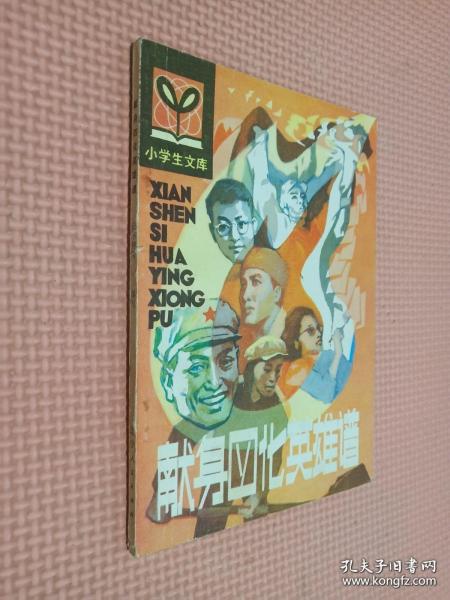 小学生文库
XIAN
SHEN
SI
HUA
YING
XIONG
PU
献身四化英雄谱
孔夫子旧书网
www.kongfz.com